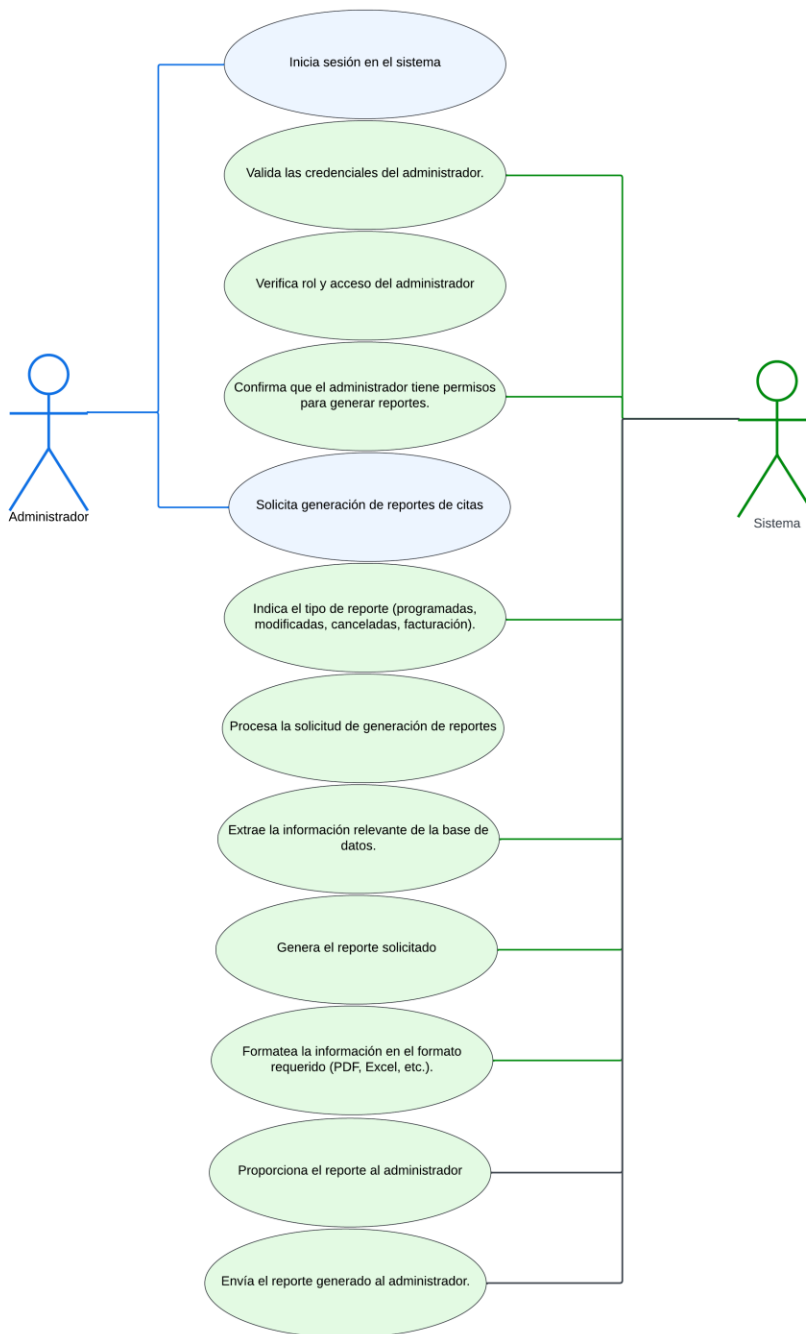 Inicia sesión en el sistema
Valida las credenciales del administrador.
Verifica rol y acceso del administrador
Confirma que el administrador tiene permisos
para generar reportes.
Administrador
Solicita generación de reportes de citas
Sistema
Indica el tipo de reporte (programadas,
modificadas, canceladas, facturación).
Procesa la solicitud de generación de reportes
Extrae la información relevante de la base de
datos.
Genera el reporte solicitado
Formatea la información en el formato
requerido (PDF, Excel, etc.).
Proporciona el reporte al administrador
Envía el reporte generado al administrador.